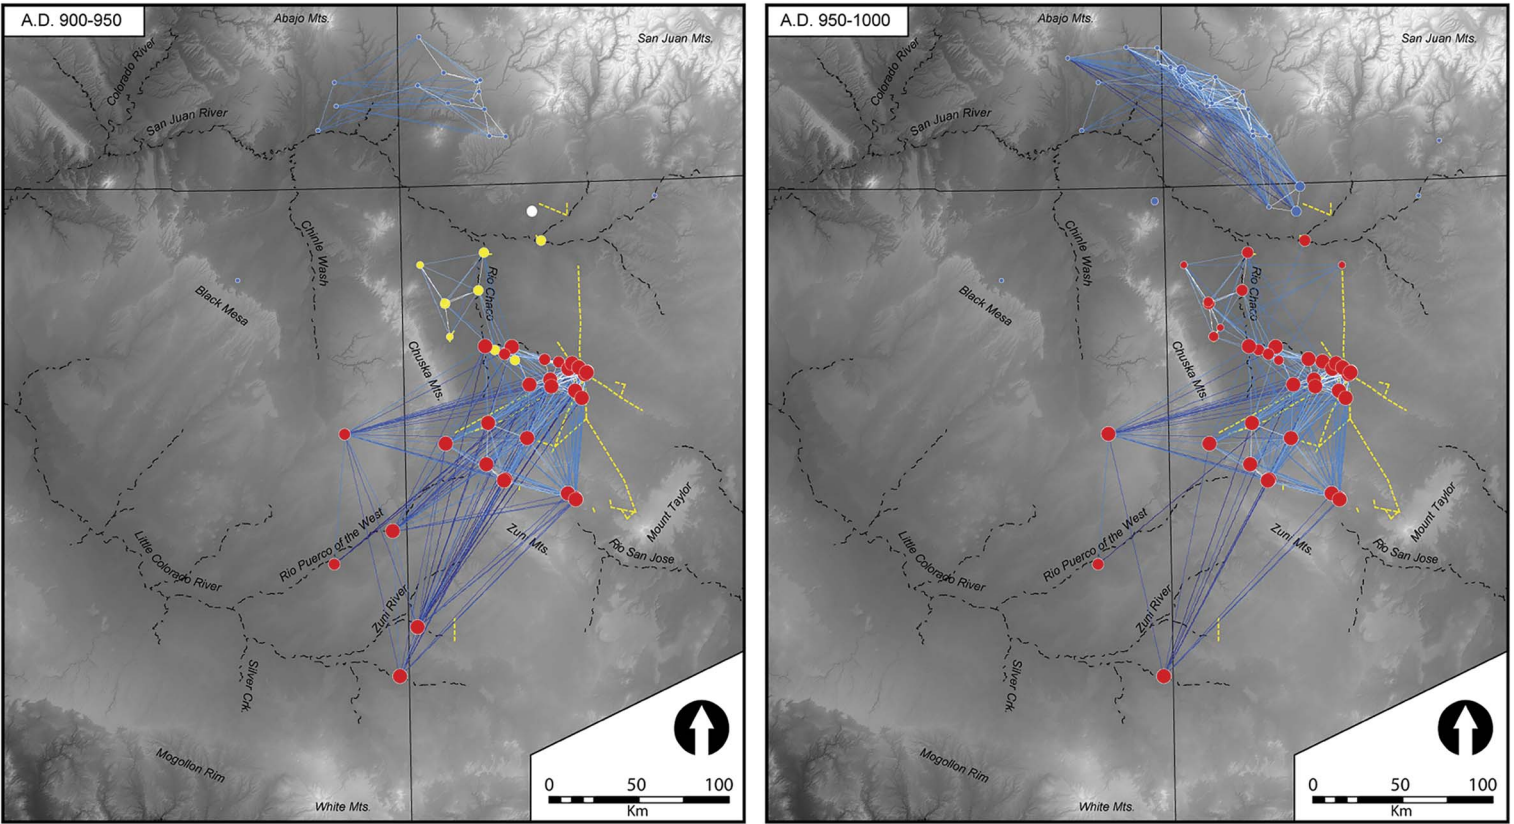 A.D. 900-950
Abajo Mts.
San Juan Mts.
Colorado River
San Juan River
Chinle Wash
Rio Chaco
Black Mesa
Chuska Mts.
Mount Taylor
Zuni Mts.
Rio San Jose
Rio Puerco of the West
Little Colorado River
Zuni River
Silver Crk.
Mogollon Rim
White Mts.
0 50 100
Km
A.D. 950-1000
Abajo Mts.
San Juan Mts.
Colorado River
San Juan River
Chinle Wash
Rio Chaco
Black Mesa
Chuska Mts.
Mount Taylor
Zuni Mts.
Rio San Jose
Rio Puerco of the West
Little Colorado River
Zuni River
Silver Crk.
Mogollon Rim
White Mts.
0 50 100
Km